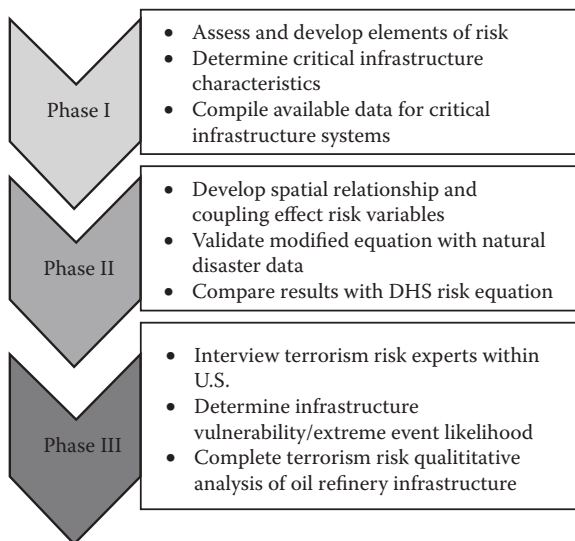 Phase I
• Assess and develop elements of risk
• Determine critical infrastructure
characteristics
• Compile available data for critical
infrastructure systems
Phase II
• Develop spatial relationship and
coupling effect risk variables
• Validate modified equation with natural
disaster data
• Compare results with DHS risk equation
Phase III
• Interview terrorism risk experts within
U.S.
• Determine infrastructure
vulnerability/extreme event likelihood
• Complete terrorism risk qualititative
analysis of oil refinery infrastructure